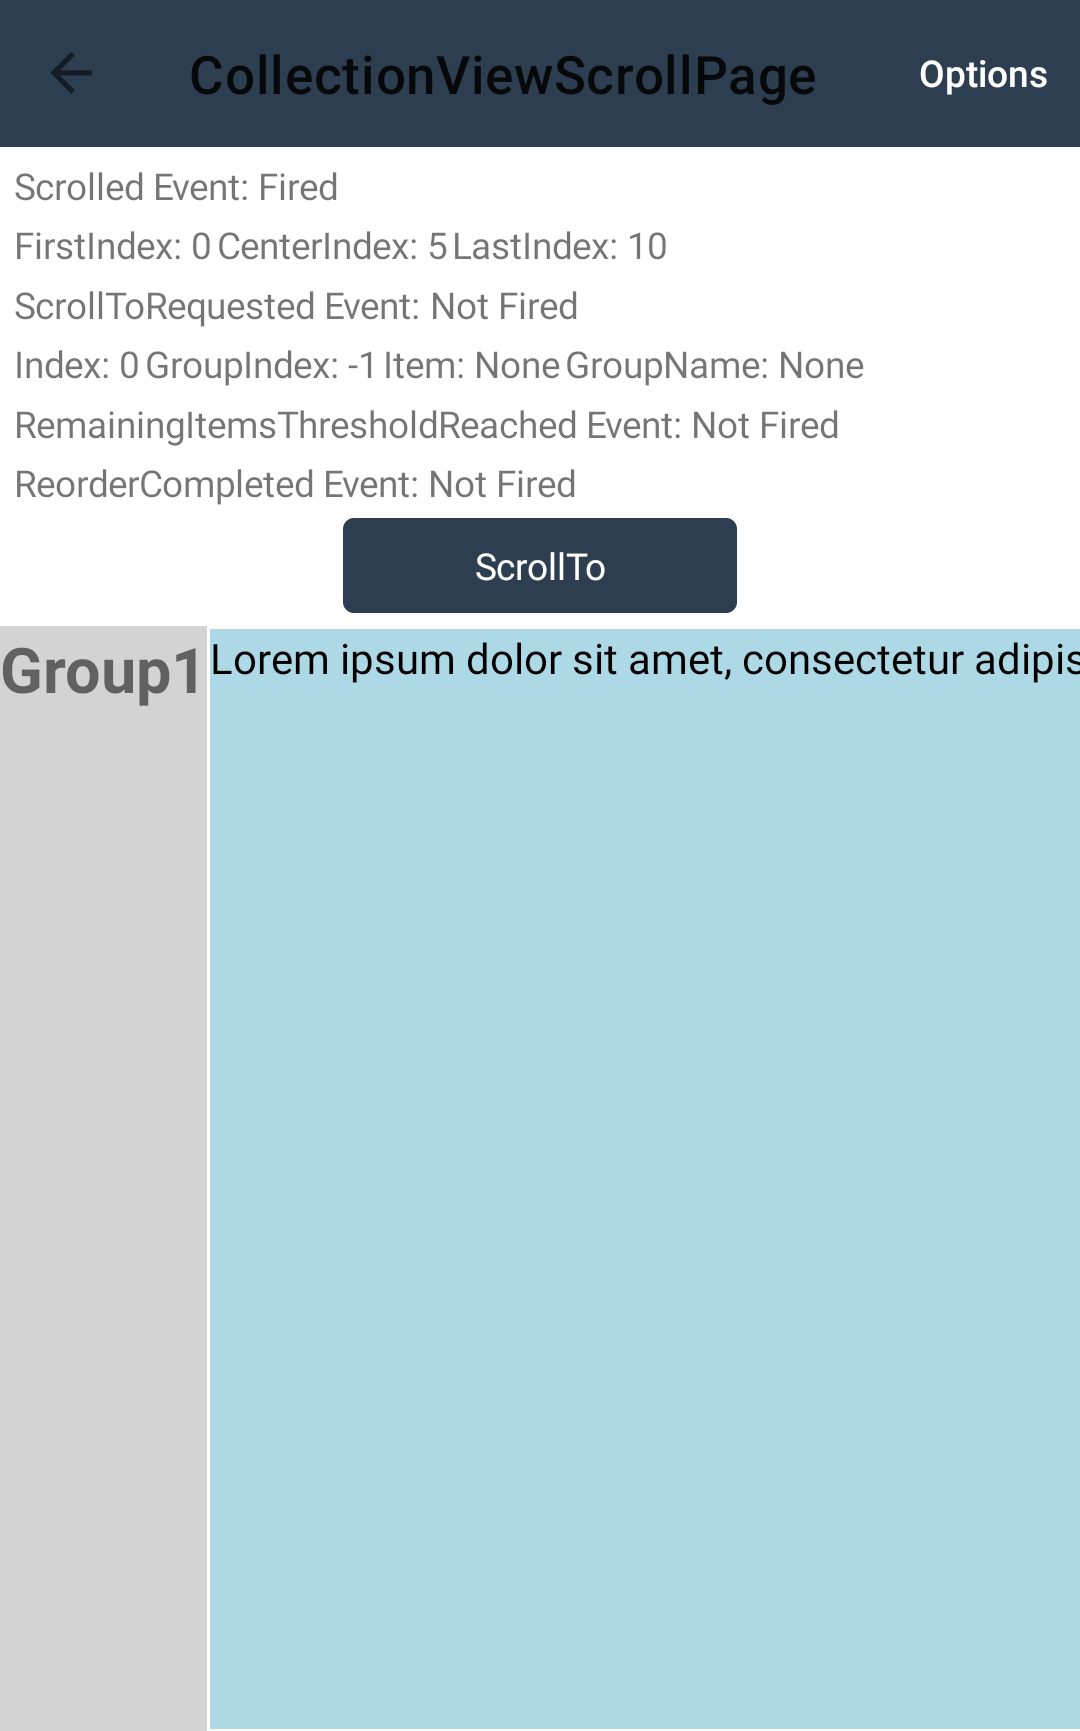 CollectionViewScrollPage Options
Scrolled Event: Fired
FirstIndex: 0 CenterIndex: 5 LastIndex: 10
ScrollToRequested Event: Not Fired
Index: 0 GroupIndex: -1 Item: None GroupName: None
RemainingItemsThresholdReached Event: Not Fired
ReorderCompleted Event: Not Fired
ScrollTo
Group1 Lorem ipsum dolor sit amet, consectetur adipis